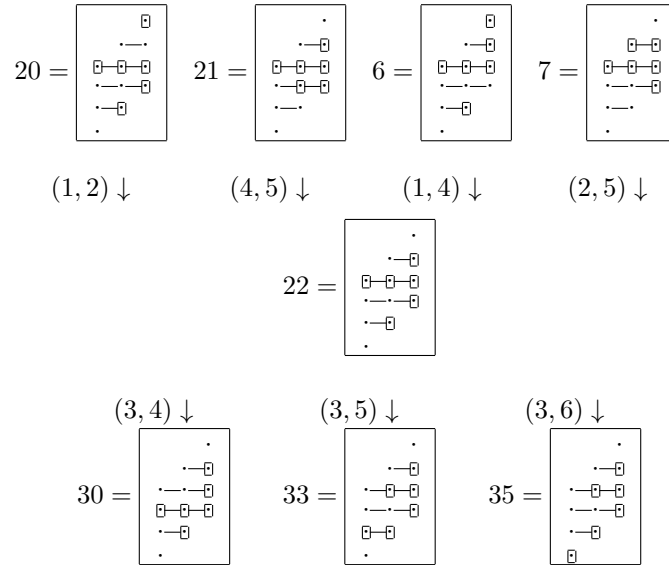 20 = 21 = 6 = 7 =
(1, 2) ↓ (4, 5) ↓ (1, 4) ↓ (2, 5) ↓
22 =
(3, 4) ↓ (3, 5) ↓ (3, 6) ↓
30 = 33 = 35 =